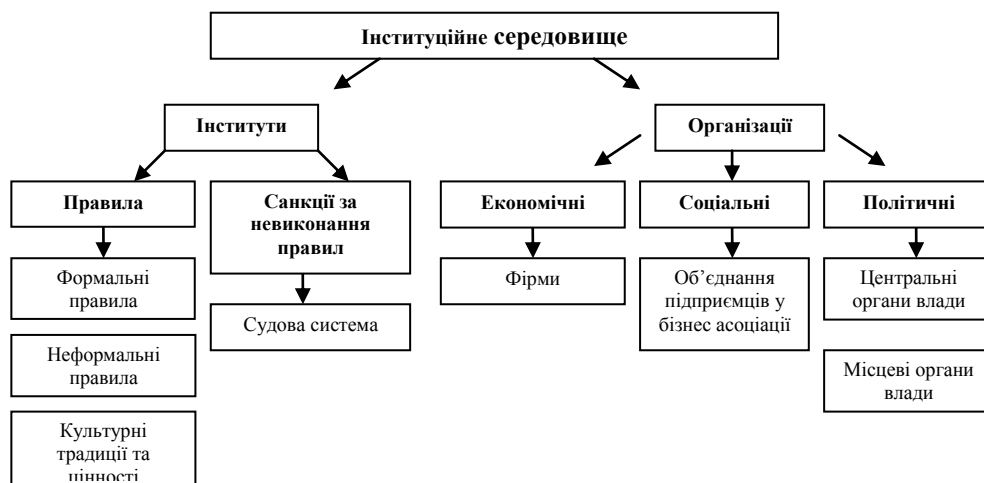 Інституційне середовище
Інститути
Організації
Правила
Санкції за
невиконання
правил
Економічні
Соціальні
Політичні
Формальні
правила
Судова система
Фірми
Об’єднання
підприємців у
бізнес асоціації
Центральні
органи влади
Неформальні
правила
Місцеві органи
влади
Культурні
традиції та
цінності